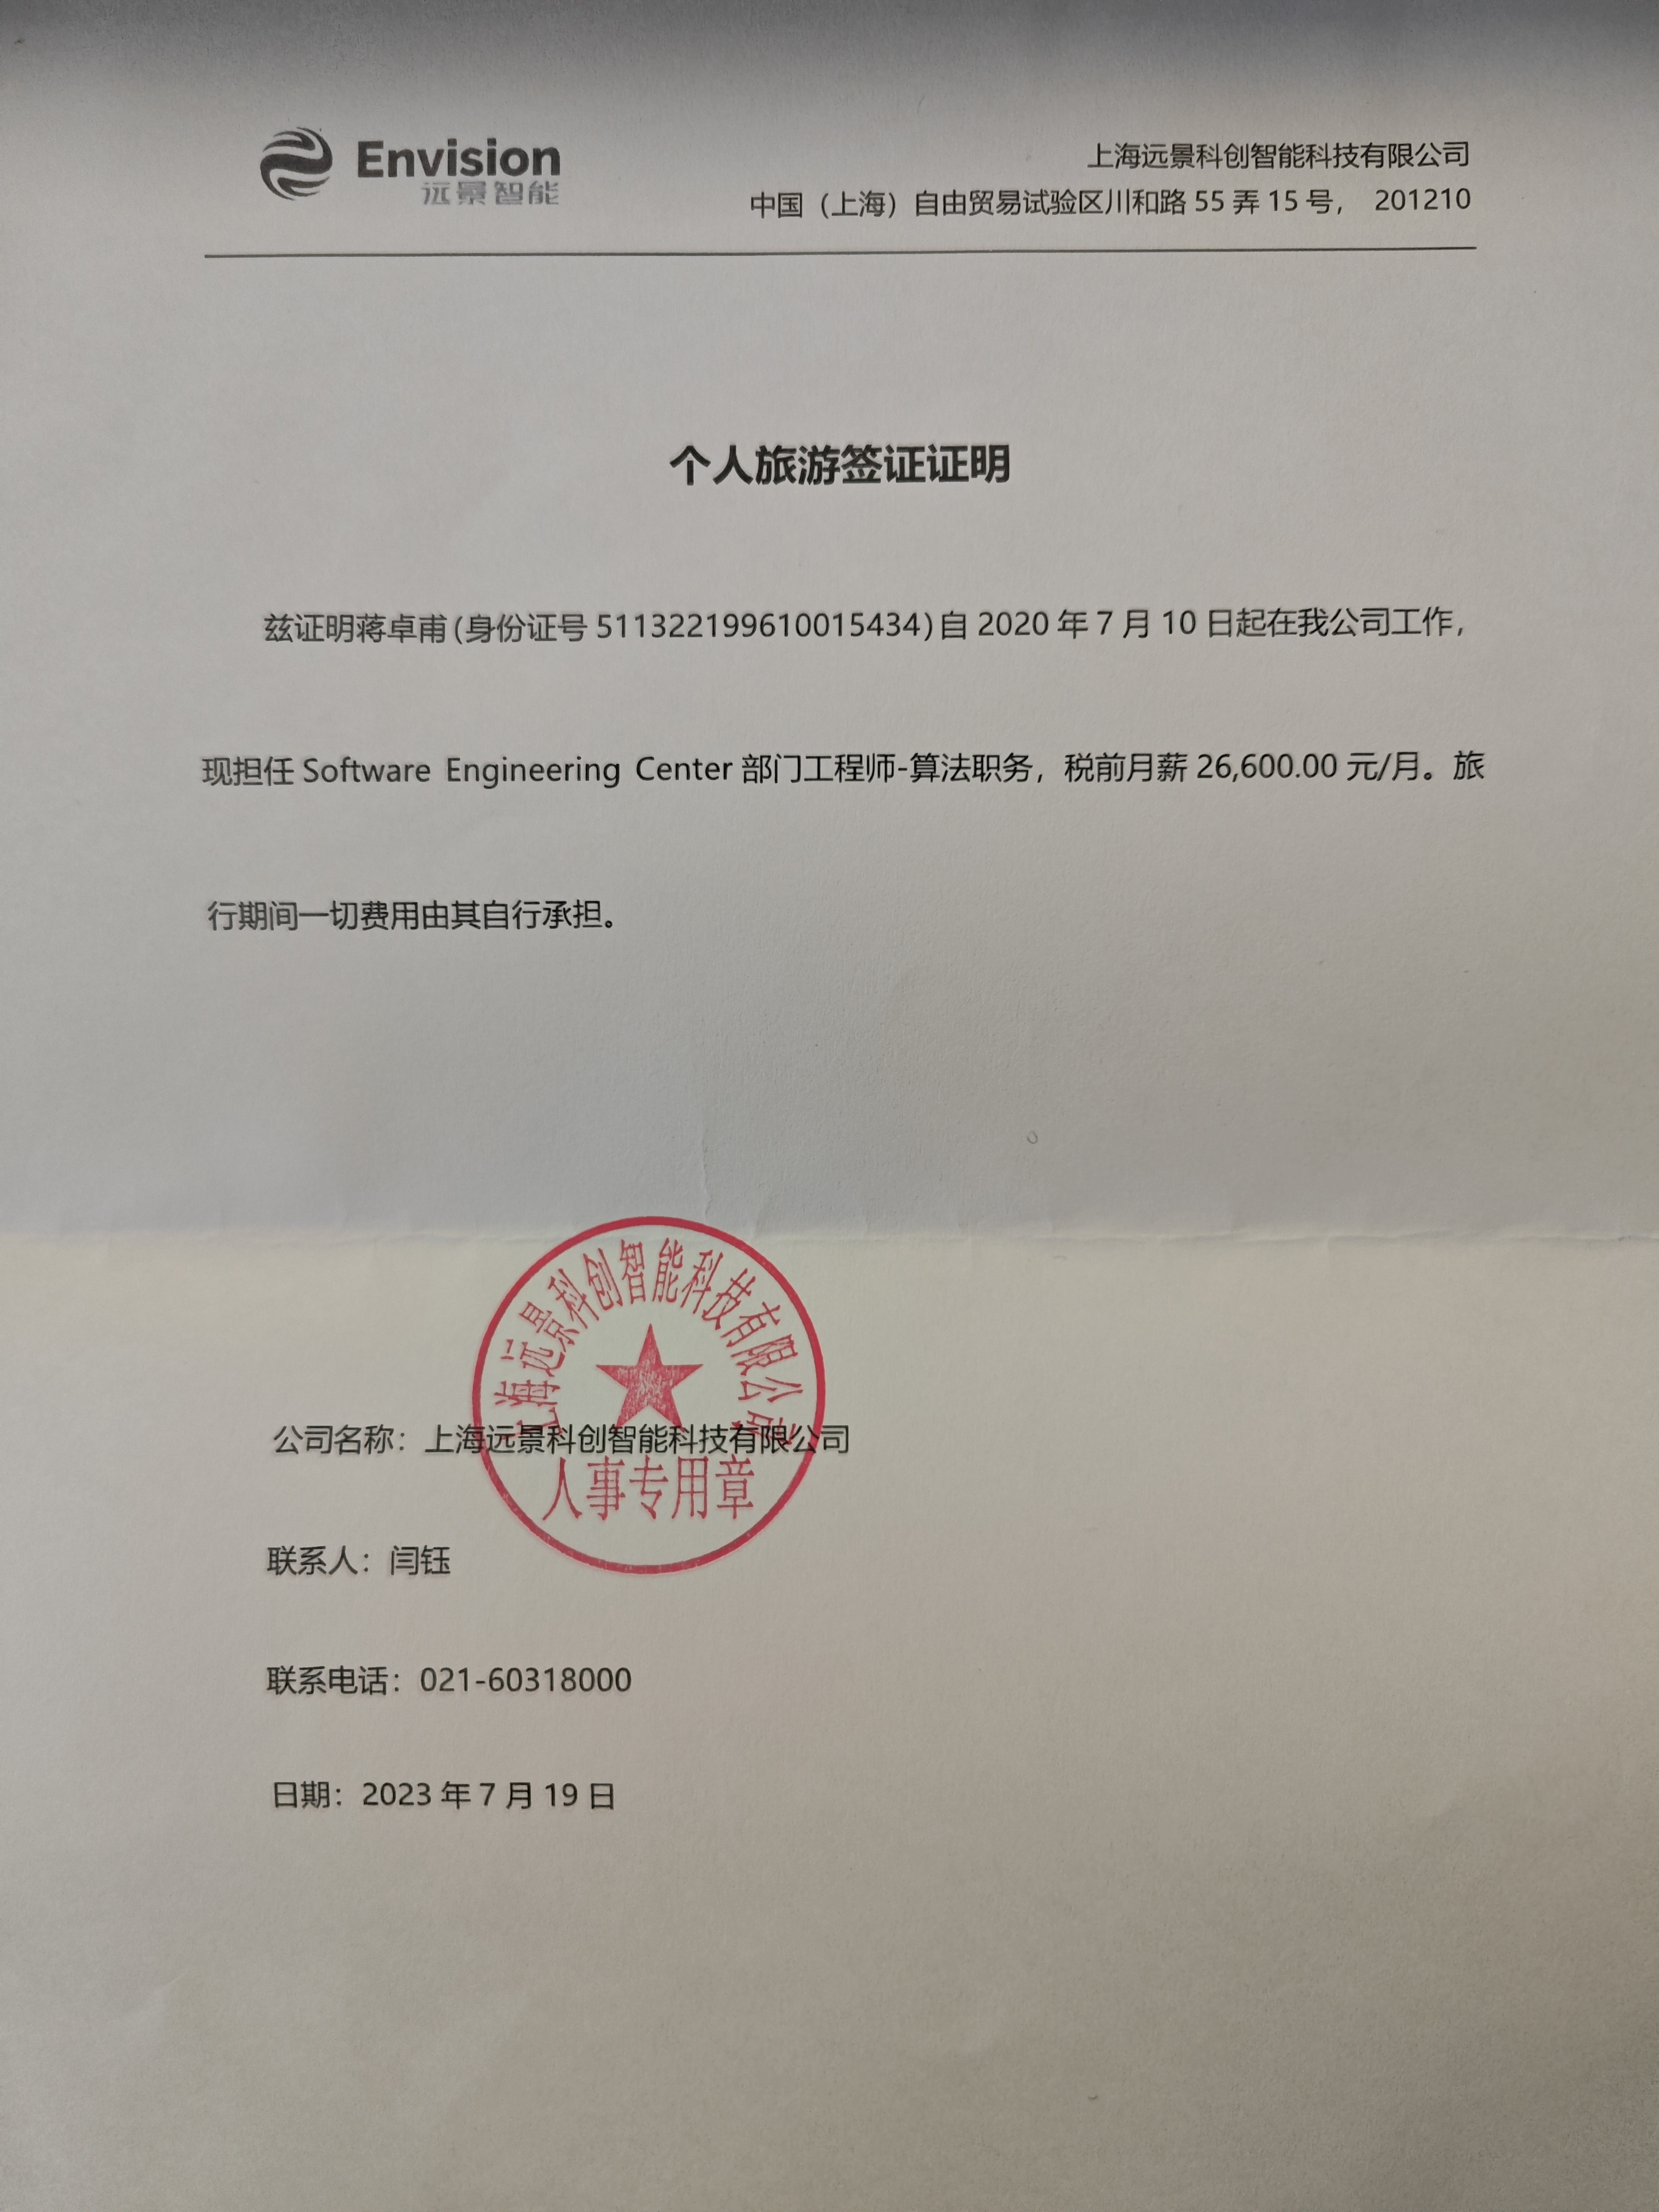 Envision
远景智能
上海远景科创智能科技有限公司
中国（上海）自由贸易试验区川和路 55 弄 15 号， 201210
个人旅游签证证明
兹证明蒋卓甫(身份证号 511322199610015434)自 2020 年 7 月 10 日起在我公司工作，
现担任 Software Engineering Center 部门工程师-算法职务，税前月薪 26,600.00 元/月。旅
行期间一切费用由其自行承担。
上海远景科创智能科技有限公司
公司名称：上海远景科创智能科技有限公司
人事专用章
联系人：闫钰
联系电话：021-60318000
日期：2023 年 7 月 19 日